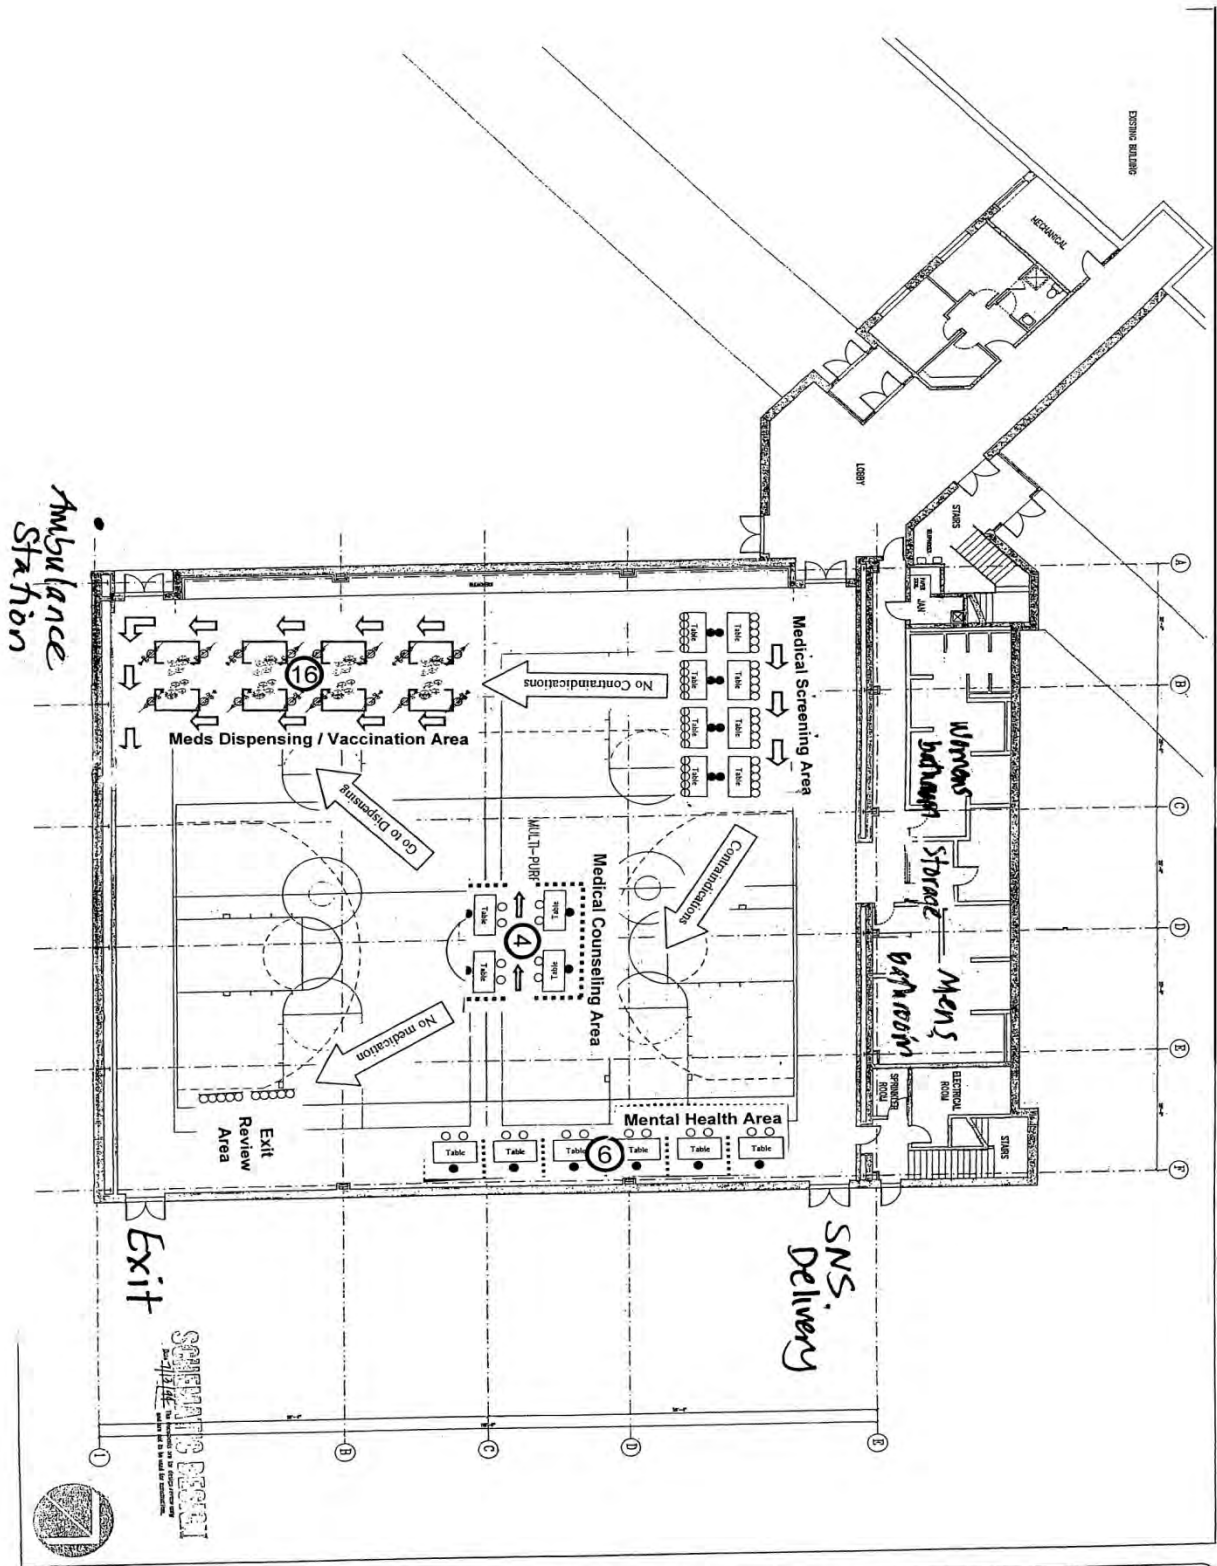 EXISTING BUILDING
MECHANICAL
LOBBY
STAIRS
JAN
A
B
C
D
E
F
Womens
bathroom
Storage
Mens
bathroom
SPRINKLER
ROOM
ELECTRICAL
ROOM
STAIRS
Ambulance
Station
Medical Screening Area
Table
Table
Table
Table
Table
Table
Table
Table
No Contraindications
16
Meds Dispensing / Vaccination Area
Contraindications
Go to Dispensing
MULTI-PURP
Medical Counseling Area
Table
Table
4
Table
Table
No medication
Exit
Review
Area
Mental Health Area
6
Table
Table
Table
Table
Table
Table
Exit
SNS.
Delivery
1
B
C
D
E
SCHEMATIC DESIGN